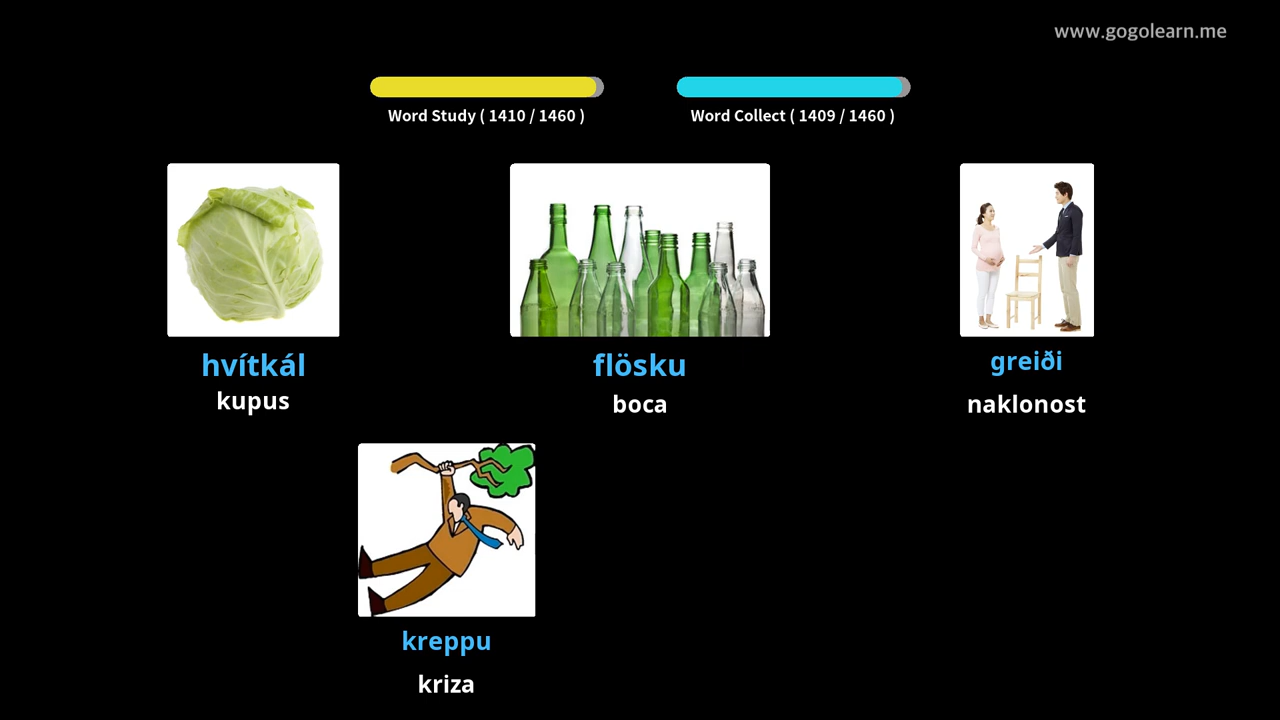 www.gogolearn.me
Word Study ( 1410 / 1460 )
Word Collect ( 1409 / 1460 )
hvítkál
kupus
flösku
boca
greiði
naklonost
kreppu
kriza